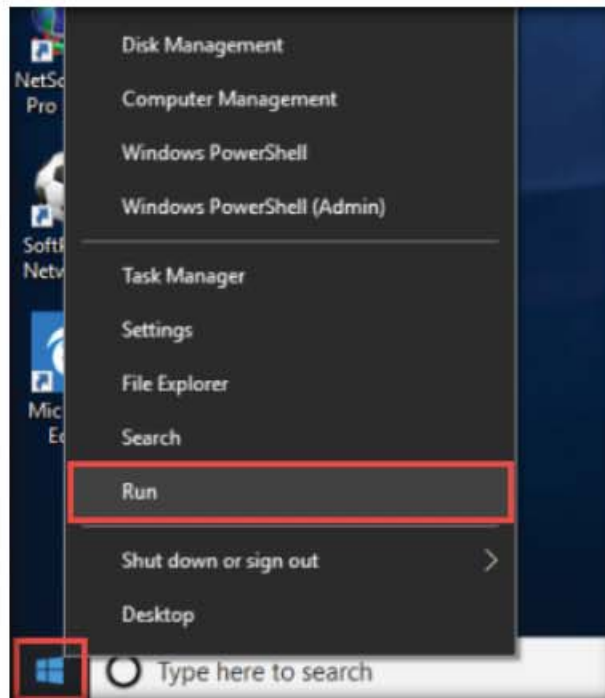 Disk Management
Computer Management
Windows PowerShell
Windows PowerShell (Admin)
Task Manager
Settings
File Explorer
Search
Run
Shut down or sign out
Desktop
Type here to search
Pro